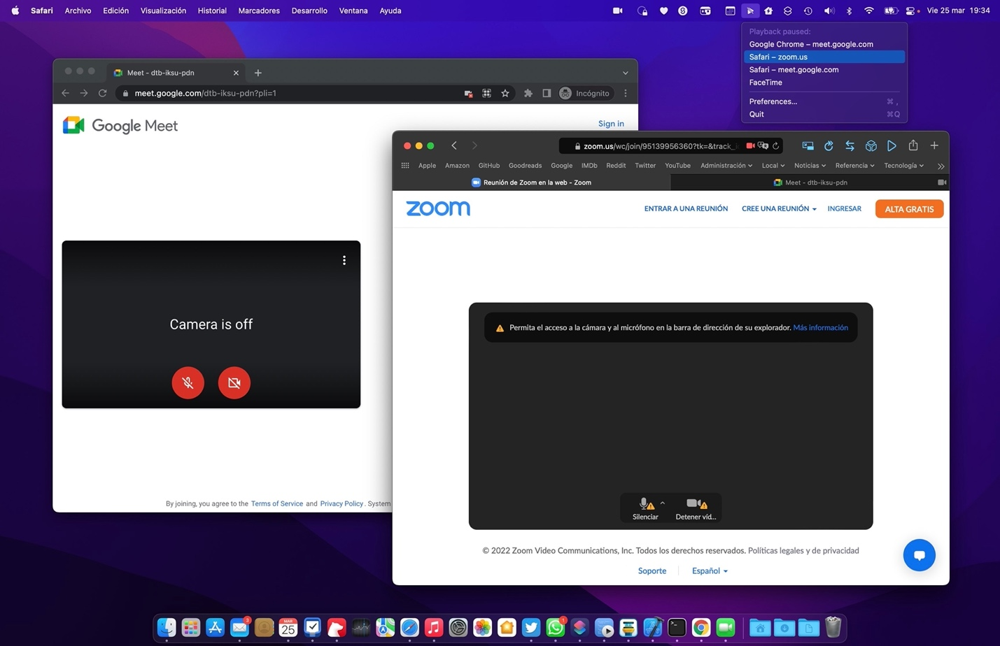 Safari Archivo Edición Visualización Historial Marcadores Desarrollo Ventana Ayuda
Vie 25 mar 19:34
Playback paused:
Google Chrome – meet.google.com
Safari – zoom.us
Safari – meet.google.com
FaceTime
Preferences... ⌘ ,
Quit ⌘Q
Meet - dtb-iksu-pdn
meet.google.com/dtb-iksu-pdn?pli=1
Incógnito
Google Meet
Sign in
Camera is off
By joining, you agree to the Terms of Service and Privacy Policy. System
zoom.us/wc/join/95139956360?tk=&track_
Apple Amazon GitHub Goodreads Google IMDb Reddit Twitter YouTube Administración Local Noticias Referencia Tecnología
Reunión de Zoom en la web - Zoom
Meet - dtb-iksu-pdn
zoom
ENTRAR A UNA REUNIÓN CREE UNA REUNIÓN INGRESAR ALTA GRATIS
Permita el acceso a la cámara y al micrófono en la barra de dirección de su explorador. Más información
Silenciar Detener víd...
© 2022 Zoom Video Communications, Inc. Todos los derechos reservados. Políticas legales y de privacidad
Soporte Español
3
MAR
25
1